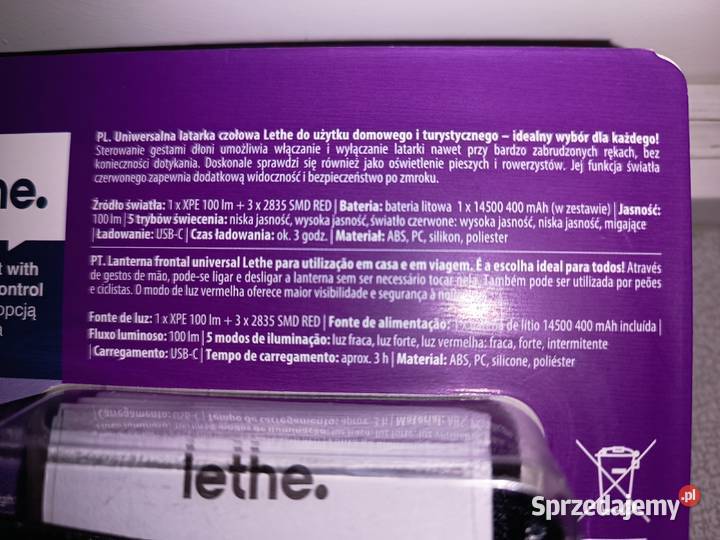 PL. Uniwersalna latarka czołowa Lethe do użytku domowego i turystycznego – idealny wybór dla każdego!
Sterowanie gestami dłoni umożliwia włączanie i wyłączanie latarki nawet przy bardzo zabrudzonych rękach, bez
konieczności dotykania. Doskonale sprawdzi się również jako oświetlenie pieszych i rowerzystów. Jej funkcja światła
czerwonego zapewnia dodatkową widoczność i bezpieczeństwo po zmroku.
Źródło światła: 1 x XPE 100 lm + 3 x 2835 SMD RED | Bateria: bateria litowa 1 x 14500 400 mAh (w zestawie) | Jasność:
100 lm | 5 trybów świecenia: niska jasność, wysoka jasność, światło czerwone: wysoka jasność, niska jasność, migające
| Ładowanie: USB-C | Czas ładowania: ok. 3 godz. | Materiał: ABS, PC, silikon, poliester
PT. Lanterna frontal universal Lethe para utilização em casa e em viagem. É a escolha ideal para todos! Através
de gestos de mão, pode-se ligar e desligar a lanterna sem ser necessário tocar nela. Também pode ser utilizada por peões
e ciclistas. O modo de luz vermelha oferece maior visibilidade e segurança à noite.
Fonte de luz: 1 x XPE 100 lm + 3 x 2835 SMD RED | Fonte de alimentação: 1 x bateria de lítio 14500 400 mAh incluída |
Fluxo luminoso: 100 lm | 5 modos de iluminação: luz fraca, luz forte, luz vermelha: fraca, forte, intermitente
| Carregamento: USB-C | Tempo de carregamento: aprox. 3 h | Material: ABS, PC, silicone, poliéster
he.
t with
control
opcją
a
lethe.
Sprzedajemy.pl